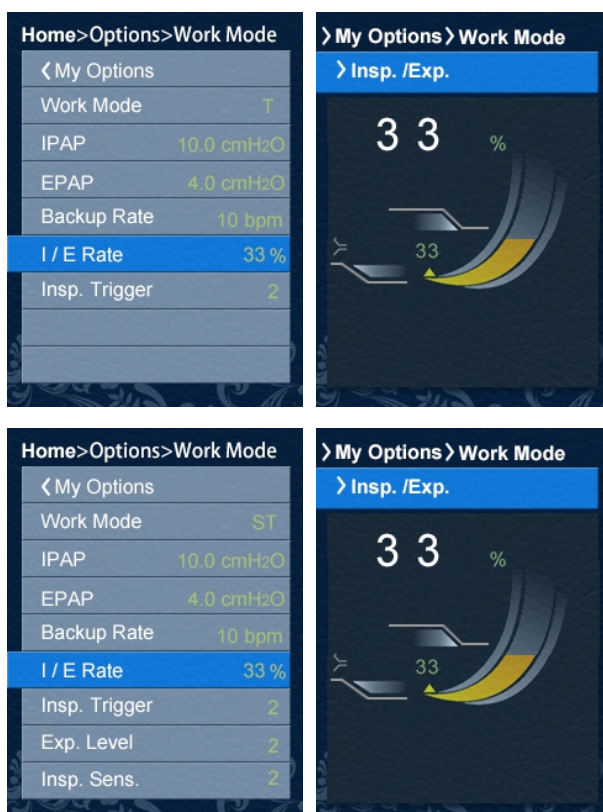 Home>Options>Work Mode
My Options
Work Mode T
IPAP 10.0 cmH2O
EPAP 4.0 cmH2O
Backup Rate 10 bpm
I / E Rate 33 %
Insp. Trigger 2
My Options Work Mode
Insp. /Exp.
3 3 %
33
Home>Options>Work Mode
My Options
Work Mode ST
IPAP 10.0 cmH2O
EPAP 4.0 cmH2O
Backup Rate 10 bpm
I / E Rate 33 %
Insp. Trigger 2
Exp. Level 2
Insp. Sens. 2
My Options Work Mode
Insp. /Exp.
3 3 %
33